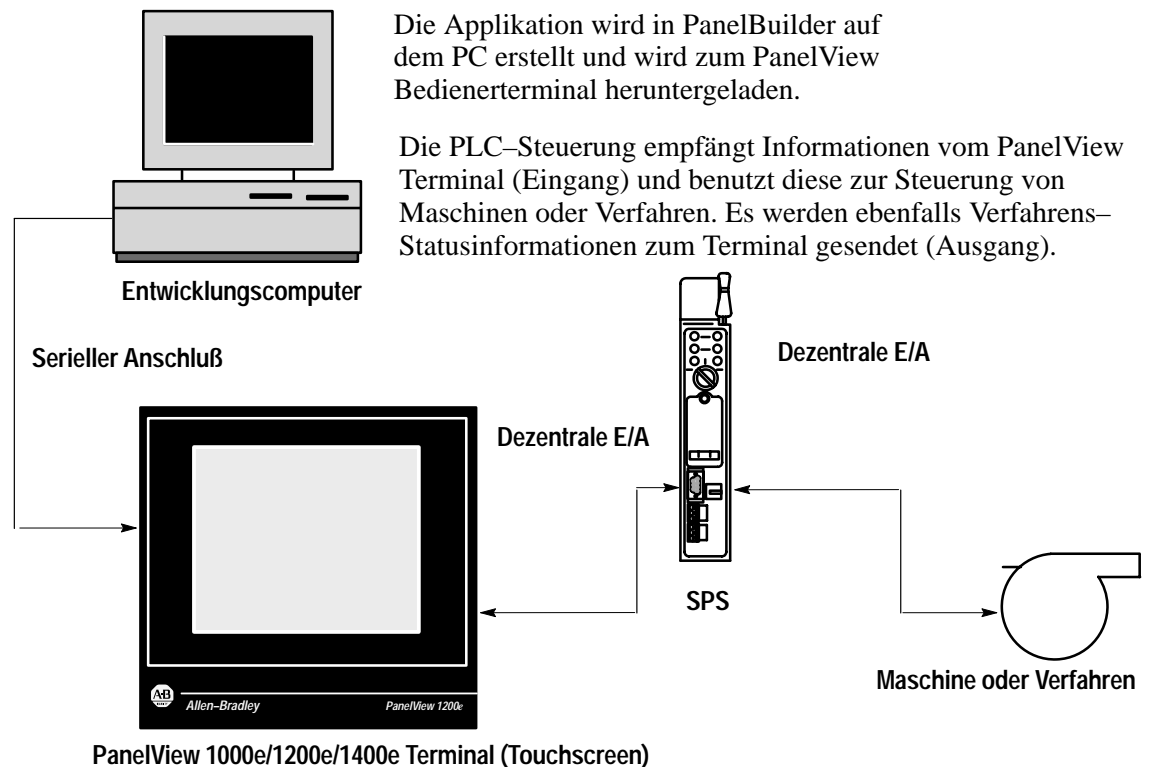 Die Applikation wird in PanelBuilder auf
dem PC erstellt und wird zum PanelView
Bedienerterminal heruntergeladen.
Die PLC–Steuerung empfängt Informationen vom PanelView
Terminal (Eingang) und benutzt diese zur Steuerung von
Maschinen oder Verfahren. Es werden ebenfalls Verfahrens–
Statusinformationen zum Terminal gesendet (Ausgang).
Entwicklungscomputer
Serieller Anschluß
Dezentrale E/A
Dezentrale E/A
SPS
Maschine oder Verfahren
AB
Allen–Bradley
PanelView 1200e
PanelView 1000e/1200e/1400e Terminal (Touchscreen)